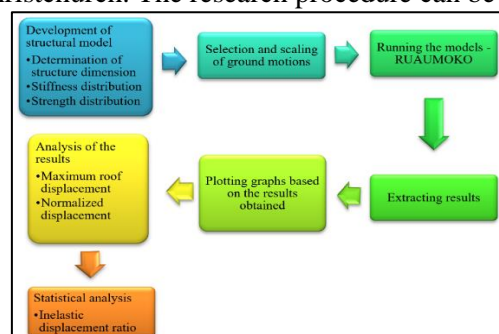 ristchurch. The research procedure can be
Development of
structural model
•Determination of
structure dimension
•Stiffness distribution
•Strength distribution
Selection and scaling
of ground motions
Running the models -
RUAUMOKO
Extracting results
Plotting graphs based
on the results
obtained
Analysis of the
results
•Maximum roof
displacement
•Normalized
displacement
Statistical analysis
•Inelastic
displacement ratio